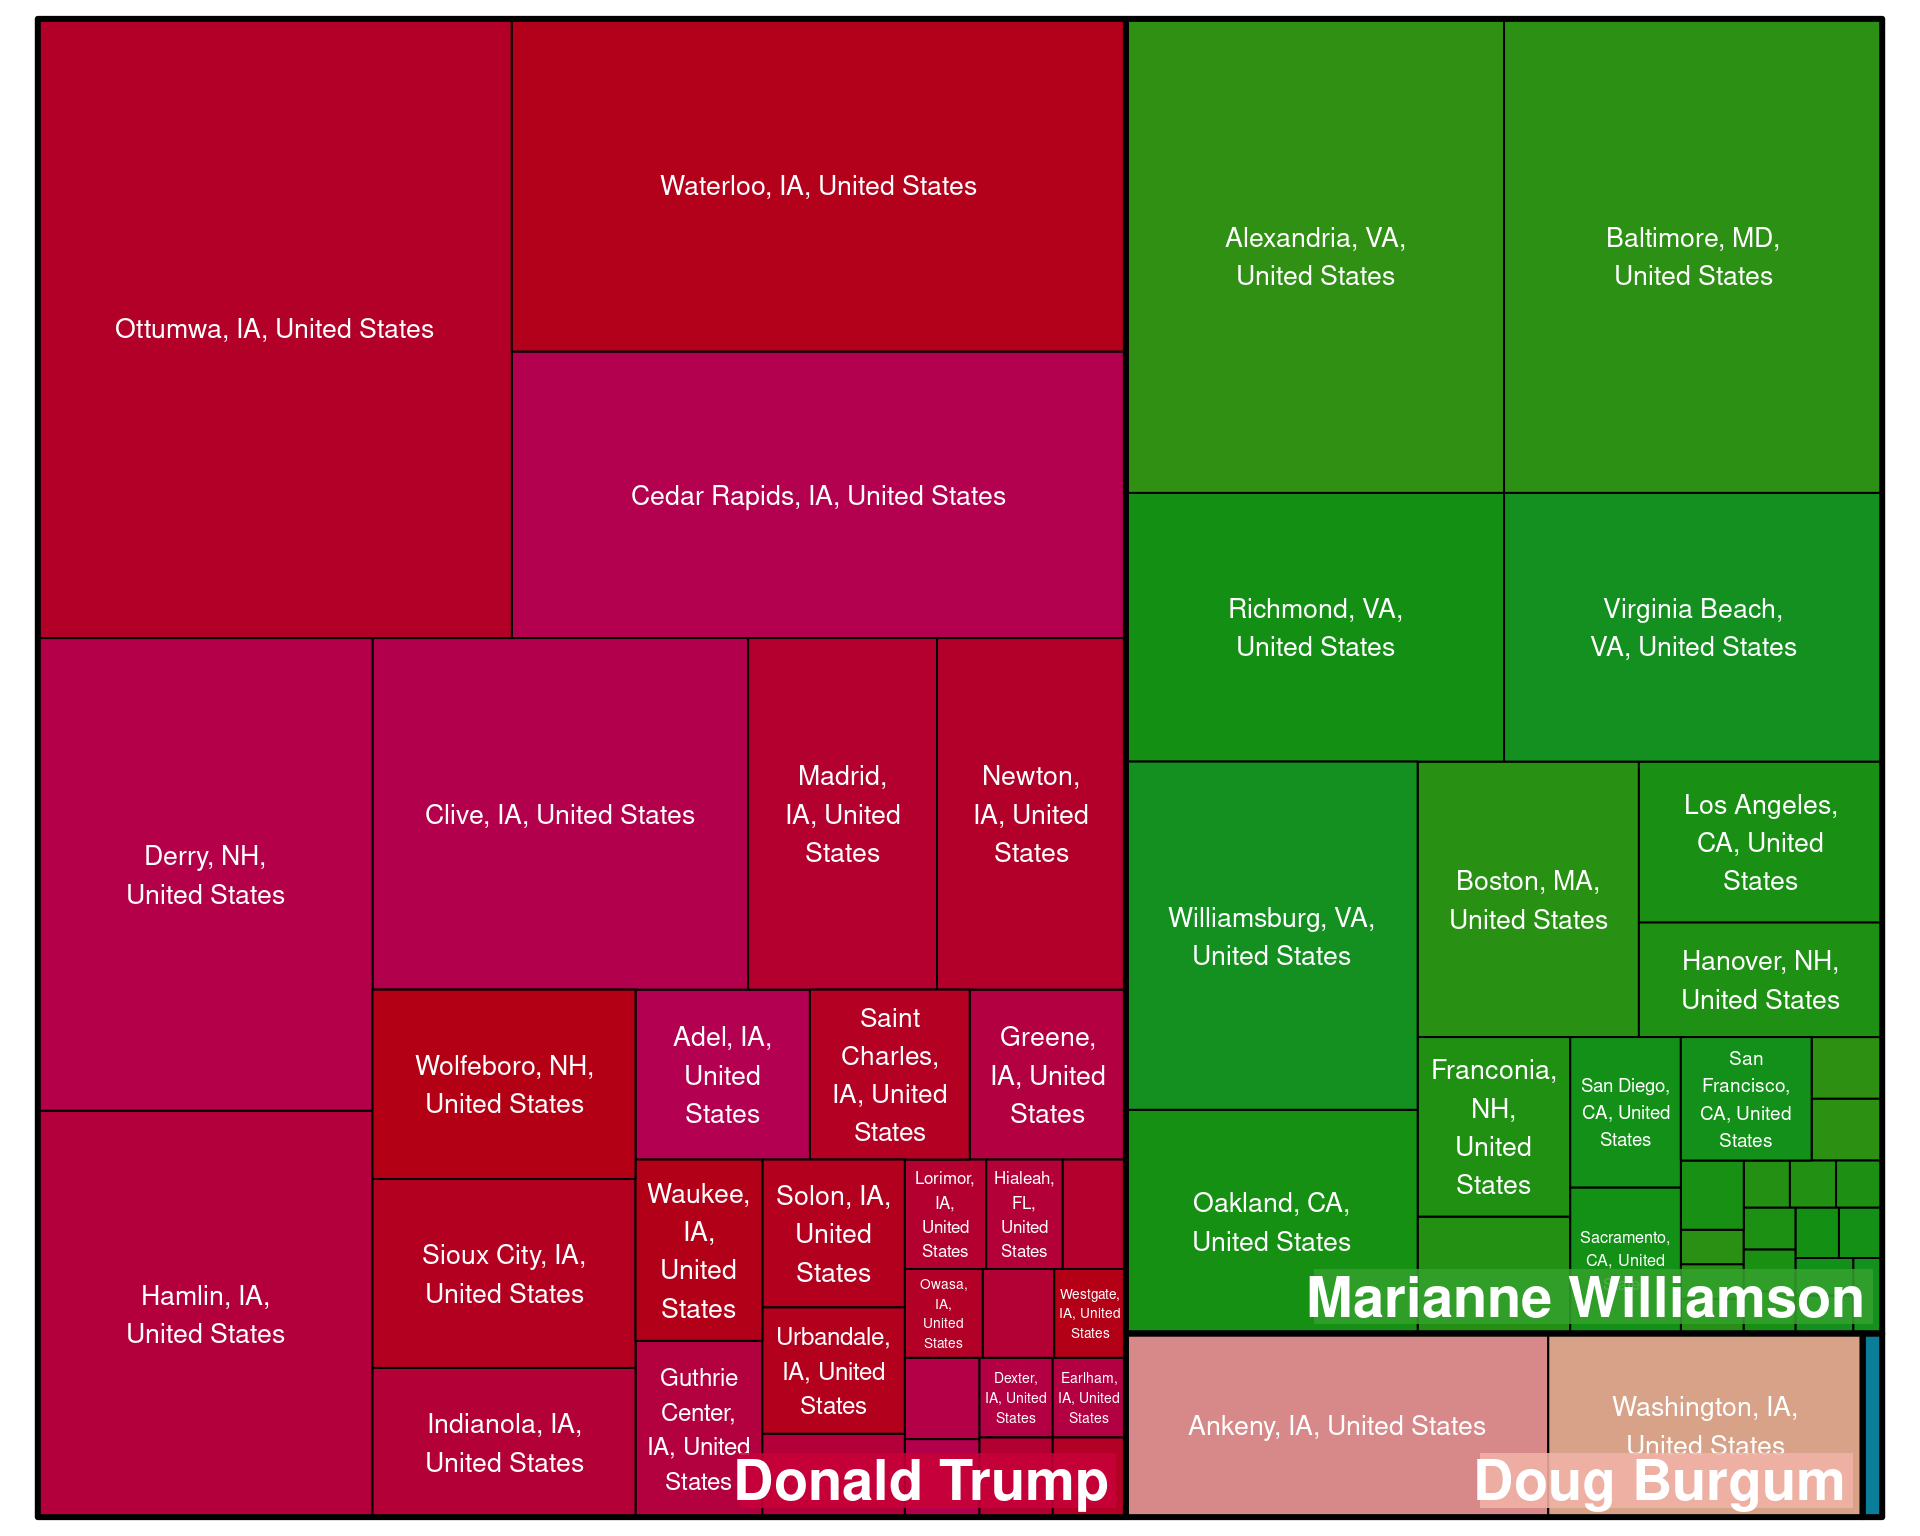 Ottumwa, IA, United States
Waterloo, IA, United States
Cedar Rapids, IA, United States
Derry, NH,
United States
Clive, IA, United States
Madrid,
IA, United
States
Newton,
IA, United
States
Hamlin, IA,
United States
Wolfeboro, NH,
United States
Sioux City, IA,
United States
Indianola, IA,
United States
Adel, IA,
United
States
Saint
Charles,
IA, United
States
Greene,
IA, United
States
Waukee,
IA,
United
States
Guthrie
Center,
IA, United
States
Solon, IA,
United
States
Urbandale,
IA, United
States
Lorimor,
IA,
United
States
Hialeah,
FL,
United
States
Owasa,
IA,
United
States
Westgate,
IA, United
States
Dexter,
IA, United
States
Earlham,
IA, United
States
Donald Trump
Alexandria, VA,
United States
Baltimore, MD,
United States
Richmond, VA,
United States
Virginia Beach,
VA, United States
Williamsburg, VA,
United States
Oakland, CA,
United States
Boston, MA,
United States
Los Angeles,
CA, United
States
Hanover, NH,
United States
Franconia,
NH,
United
States
San Diego,
CA, United
States
San
Francisco,
CA, United
States
Sacramento,
CA, United
Marianne Williamson
Ankeny, IA, United States
Washington, IA,
United States
Doug Burgum